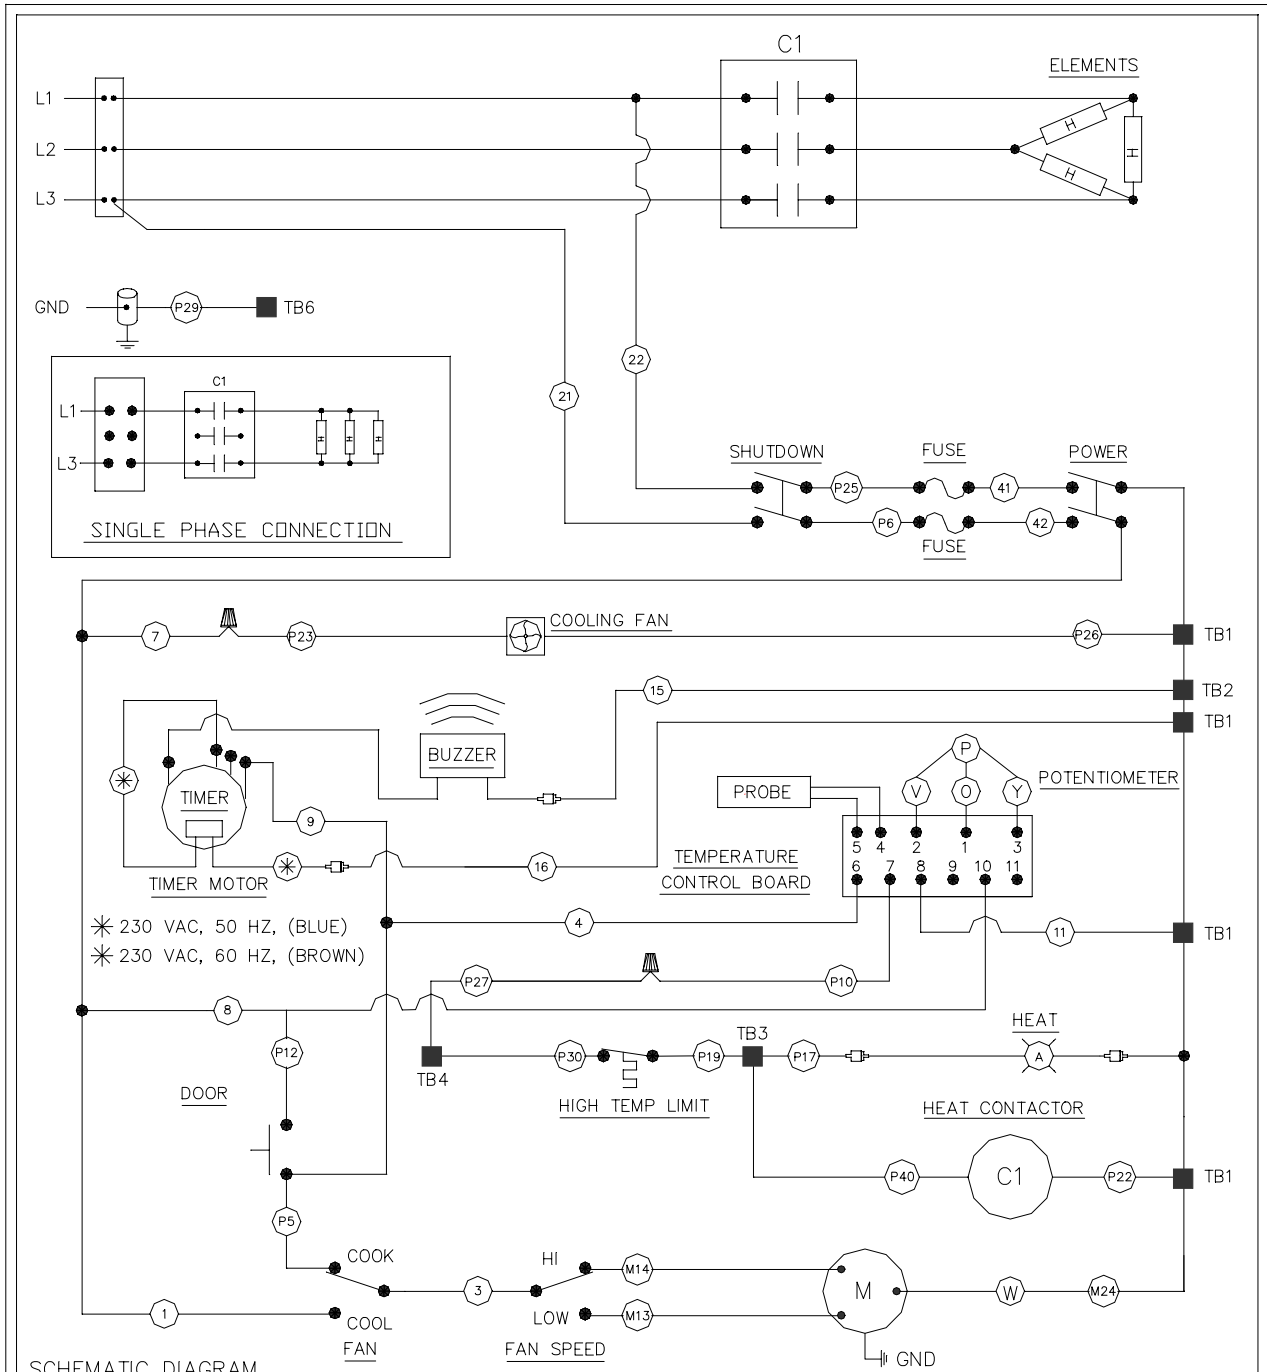 C1
ELEMENTS
L1
H
L2
H
H
L3
GND
P29
TB6
22
C1
21
L1
H
H
H
L3
SHUTDOWN
FUSE
POWER
P25
41
P6
42
FUSE
SINGLE PHASE CONNECTION
COOLING FAN
7
P23
P26
TB1
15
TB2
TB1
BUZZER
P
POTENTIOMETER
PROBE
V
O
Y
TIMER
9
5 4 2 1 3
6 7 8 9 10 11
16
TEMPERATURE
CONTROL BOARD
TIMER MOTOR
230 VAC, 50 HZ, (BLUE)
230 VAC, 60 HZ, (BROWN)
4
11
TB1
P27
P10
8
HEAT
TB3
P12
P30
P19
P17
A
TB4
DOOR
HIGH TEMP LIMIT
HEAT CONTACTOR
P40
C1
P22
TB1
P5
COOK
HI
M14
3
M
W
M24
1
COOL
LOW
M13
FAN
FAN SPEED
GND
SCHEMATIC DIAGRAM